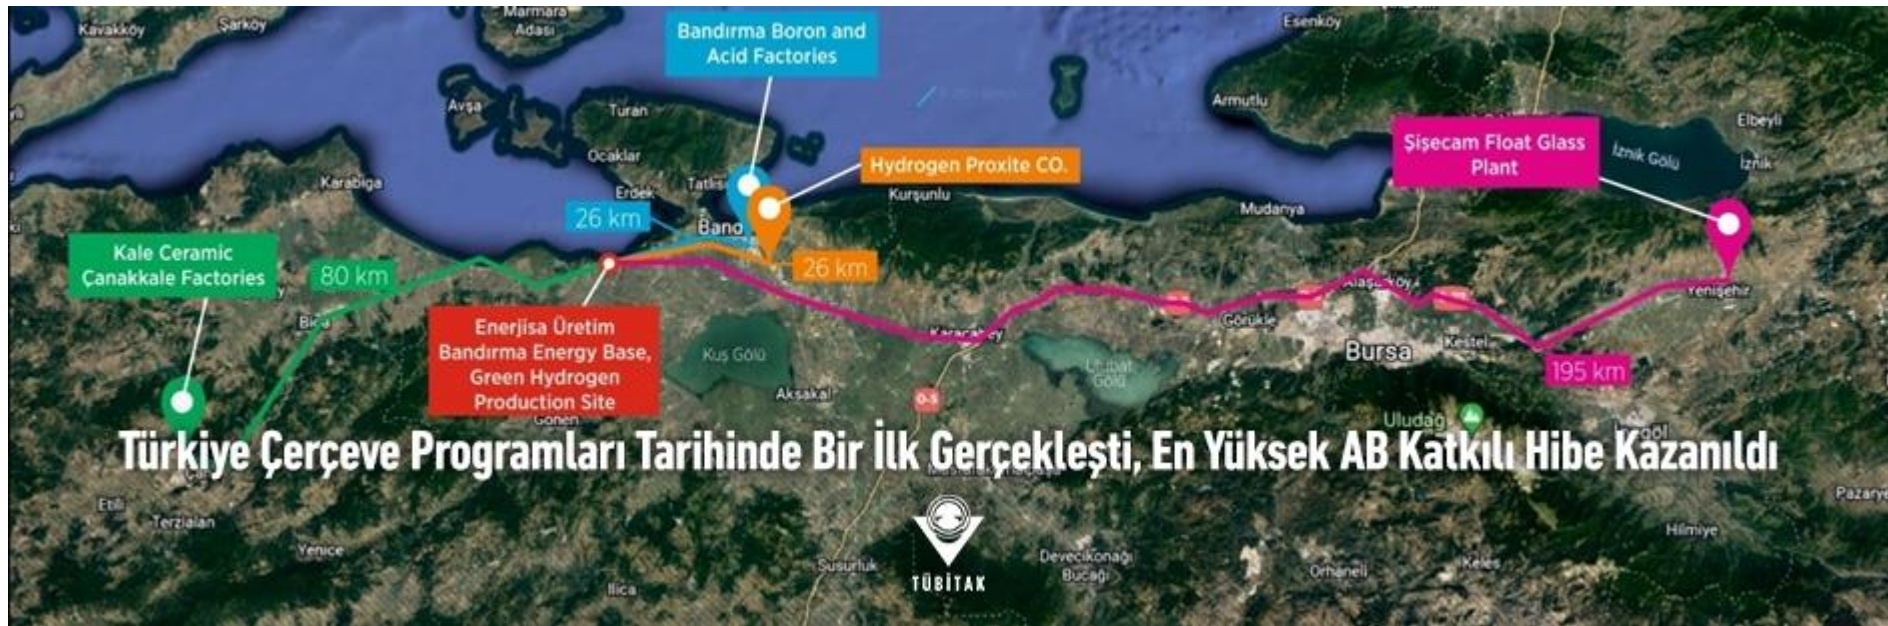 Kavakköy
Şarköy
Marmara
Adası
Esenköy
Bandırma Boron and
Acid Factories
Avşa
Turan
Armutlu
Elbeyli
Şişecam Float Glass
Plant
İznik Gölü
İznik
Ocaklar
Hydrogen Proxite CO.
Karabiga
Erdek
Kurşunlu
Mudanya
26 km
Kale Ceramic
Çanakkale Factories
80 km
26 km
Yenişehir
Enerjisa Üretim
Bandırma Energy Base,
Green Hydrogen
Production Site
Görükle
Kuş Gölü
Bursa
Kestel
Ulubat
Gölü
195 km
Aksakal
O-5
Gönen
Uludağ
Türkiye Çerçeve Programları Tarihinde Bir İlk Gerçekleşti, En Yüksek AB Katkılı Hibe Kazanıldı
Etili
Terzialan
Hilmiye
Yenice
Susurluk
Devecikonağı
Bucağı
Orhaneli
Keles
Ilıca
TÜBİTAK